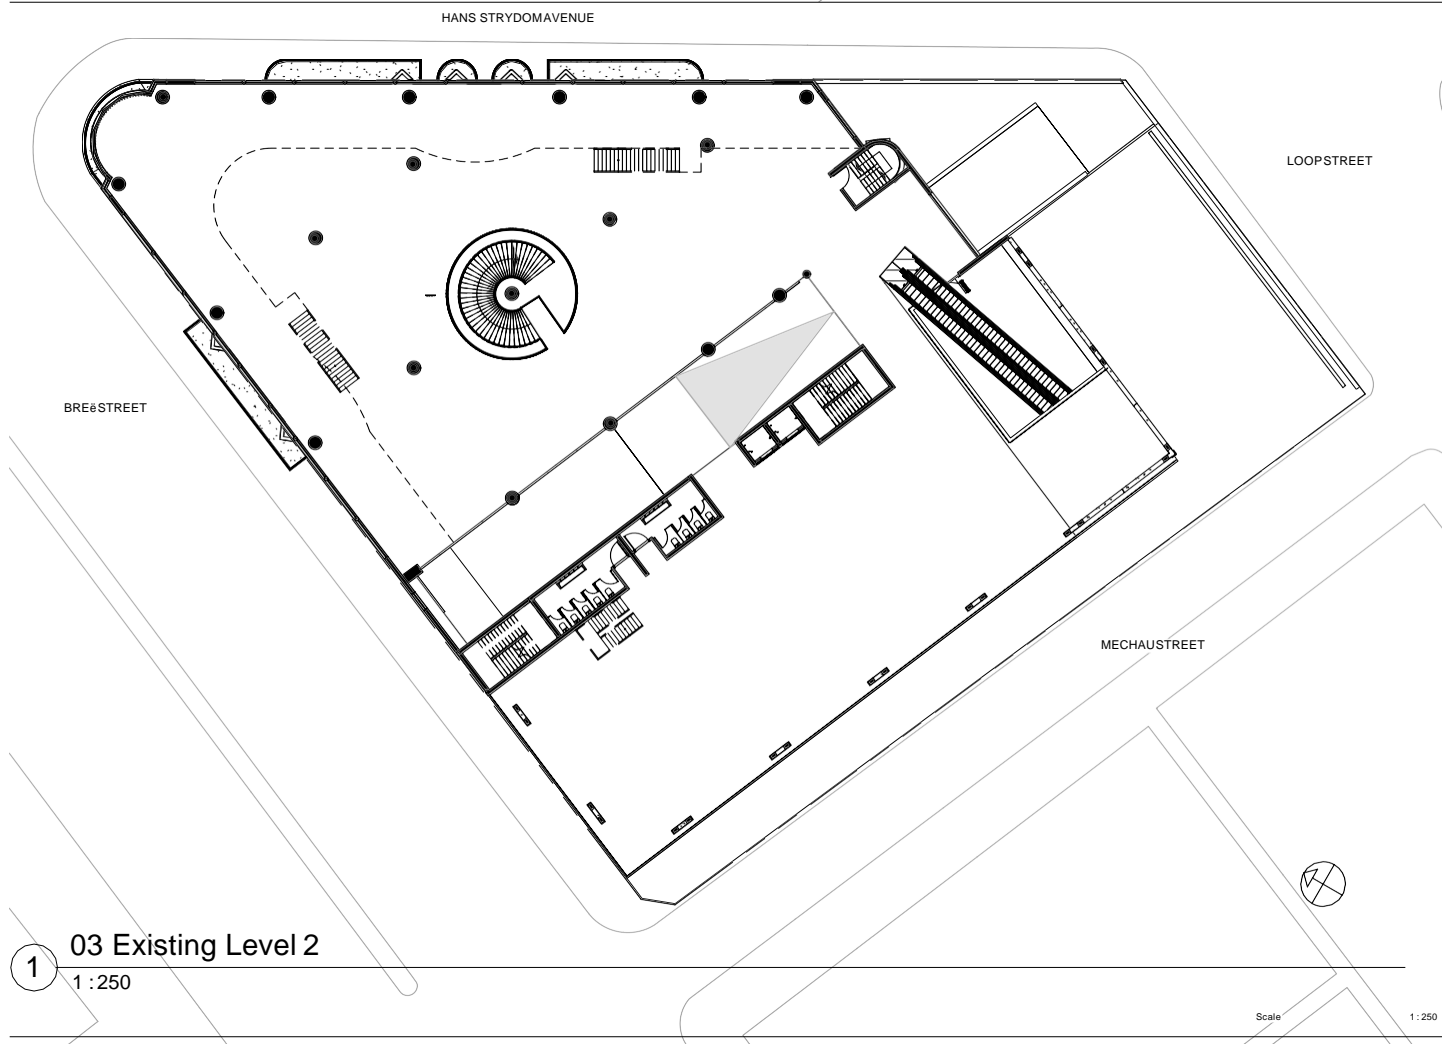 HANS STRYDOMAVENUE
LOOPSTREET
BREëSTREET
MECHAUSTREET
1
03 Existing Level 2
1 : 250
Scale
1 : 250